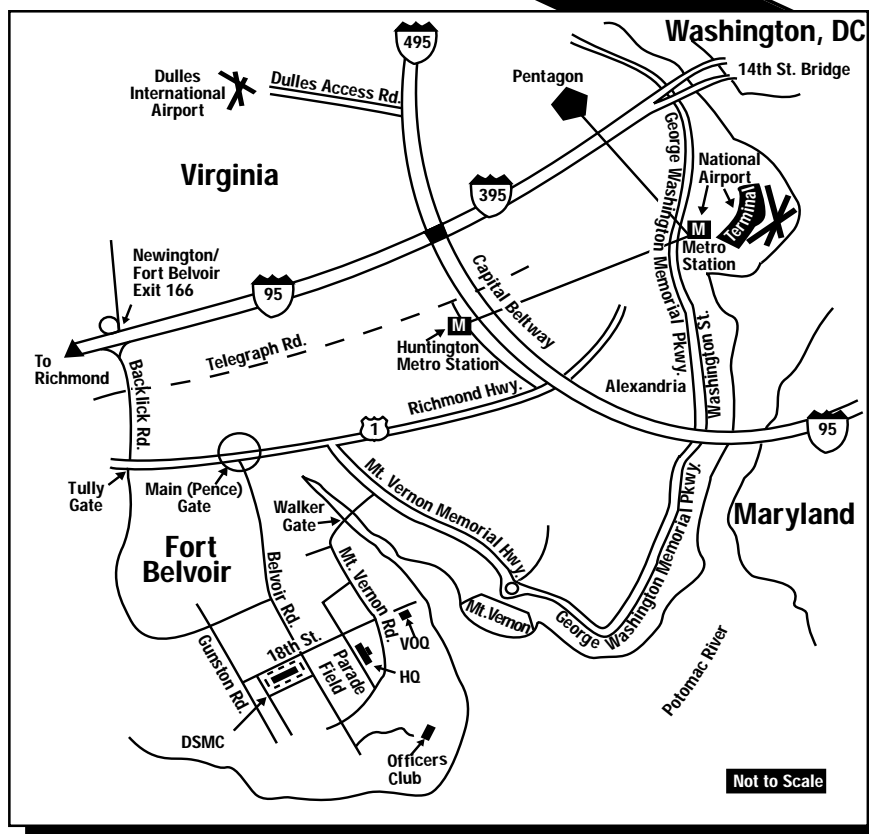 Washington, DC
495
14th St. Bridge
Dulles
International
Airport
Dulles Access Rd.
Pentagon
George Washington Memorial Pkwy.
Virginia
National
Airport
395
Terminal
M
Metro
Station
Newington/
Fort Belvoir
Exit 166
95
Capital Beltway
Washington St.
To
Richmond
Telegraph Rd.
M
Huntington
Metro Station
Backlick Rd.
Richmond Hwy.
Alexandria
1
95
Tully
Gate
Main (Pence)
Gate
Walker
Gate
Mt. Vernon Memorial Hwy.
Maryland
Fort
Belvoir
Belvoir Rd.
Mt. Vernon Rd.
Mt. Vernon
George Washington Memorial Pkwy.
Potomac River
Gunston Rd.
18th St.
Parade
Field
VOQ
HQ
DSMC
Officers
Club
Not to Scale